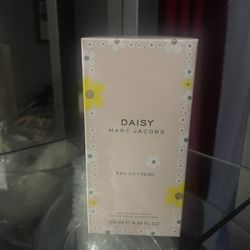 DAISY
MARC JACOBS
EAU SO FRESH
125 ml ℮ 4.25 FL.OZ